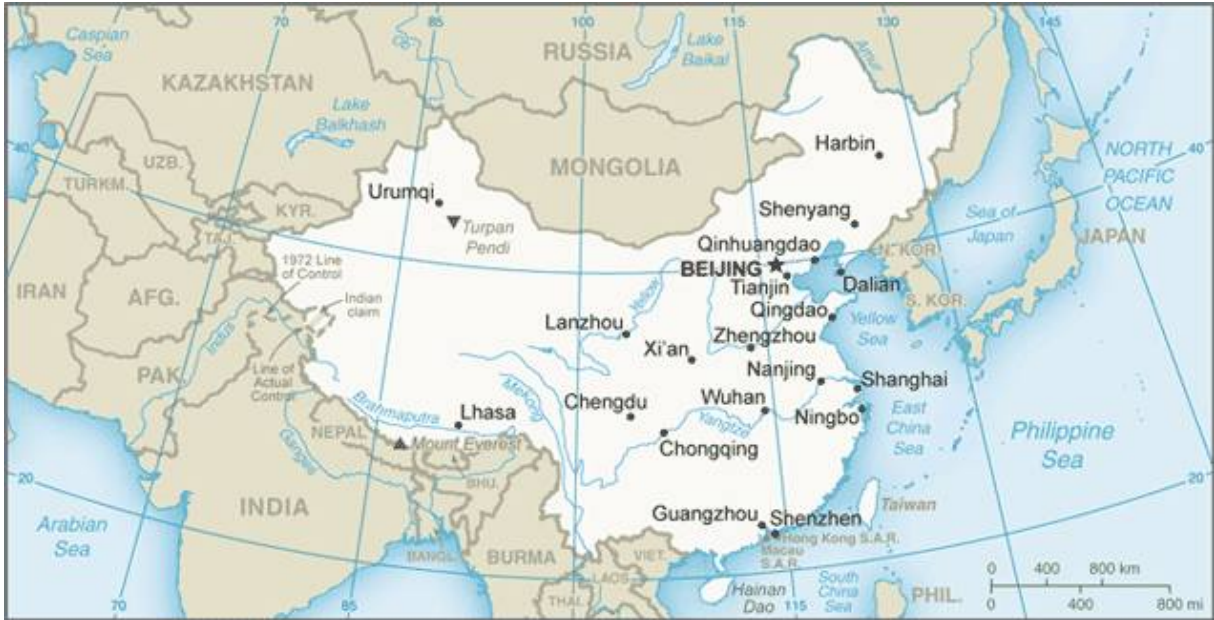 70
85
100
115
130
145
Caspian
Sea
RUSSIA
Lake
Baikal
Amur
KAZAKHSTAN
Lake
Balkhash
MONGOLIA
Harbin
40
40
NORTH
PACIFIC
OCEAN
UZB.
TURKM.
KYR.
TAJ.
Urumqi
Turpan
Pendi
Shenyang
Sea of
Japan
JAPAN
N. KOR.
Qinhuangdao
BEIJING
Tianjin
Dalian
S. KOR.
1972 Line
of Control
Indian
claim
IRAN
AFG.
Indus
Yellow
Lanzhou
Qingdao
Yellow
Sea
Zhengzhou
Xi'an
PAK.
Line of
Actual
Control
Nanjing
Shanghai
Mekong
Brahmaputra
Lhasa
Chengdu
Wuhan
Yangtze
Ningbo
East
China
Sea
Philippine
Sea
NEPAL
Mount Everest
Chongqing
Ganges
BHU.
20
20
INDIA
Taiwan
Arabian
Sea
Guangzhou
Shenzhen
Hong Kong S.A.R.
Macau
S.A.R.
BANGL.
BURMA
VIET.
LAOS
THAI.
Hainan
Dao
South
China
Sea
PHIL.
0 400 800 km
0 400 800 mi
70
85
115